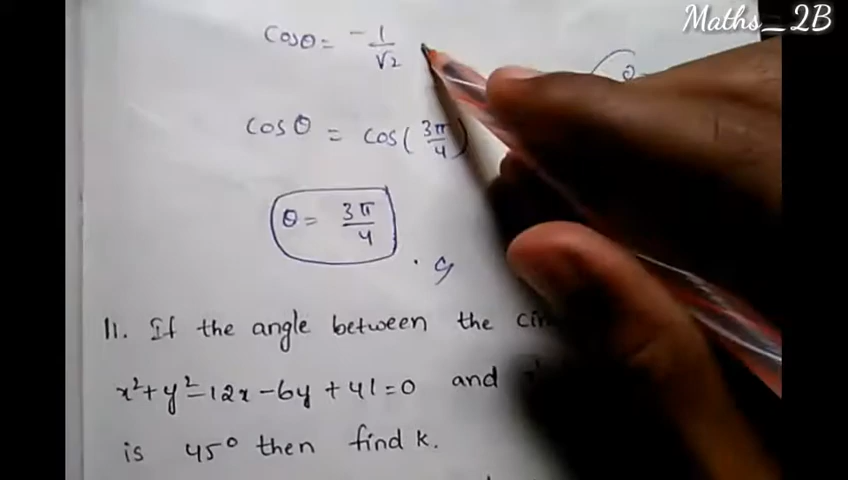 Maths_2B
Cosθ = - 1/√2
θ =
cos θ = cos(3π/4)
θ = 3π/4
11. If the angle between the
x²+y²-12x-6y+41=0 and
is 45° then find k.